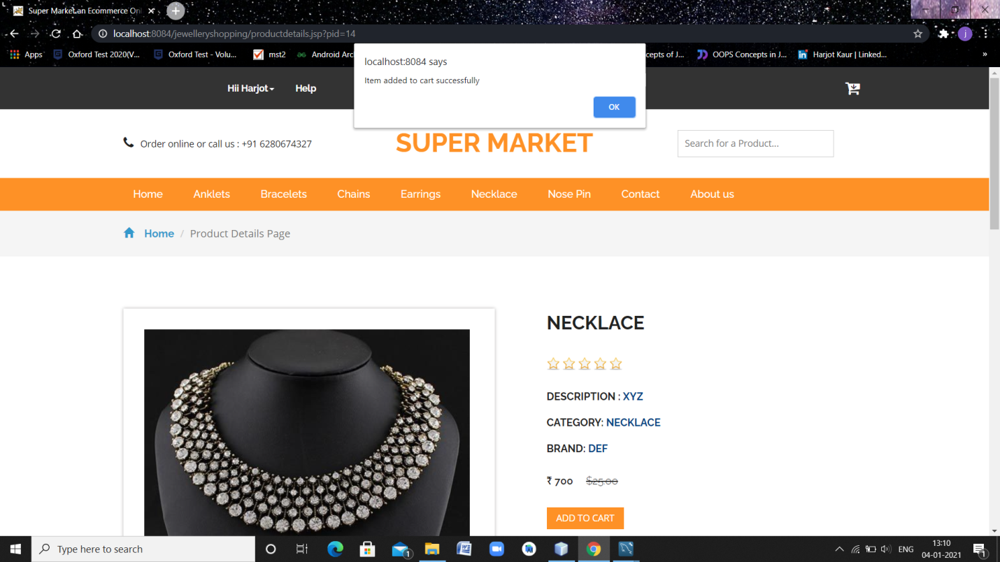 Super Market an Ecommerce Onl
localhost:8084/jewelleryshopping/productdetails.jsp?pid=14
j
Apps Oxford Test 2020(V... Oxford Test - Volu... mst2 Android Arc cepts of J... OOPS Concepts in J... in Harjot Kaur | Linked... »
localhost:8084 says
Item added to cart successfully
OK
Hii Harjot Help
Order online or call us : +91 6280674327
SUPER MARKET
Search for a Product...
Home Anklets Bracelets Chains Earrings Necklace Nose Pin Contact About us
Home / Product Details Page
NECKLACE
DESCRIPTION : XYZ
CATEGORY: NECKLACE
BRAND: DEF
₹ 700 $25.00
ADD TO CART
Type here to search
1
W
ENG
13:10
04-01-2021
1